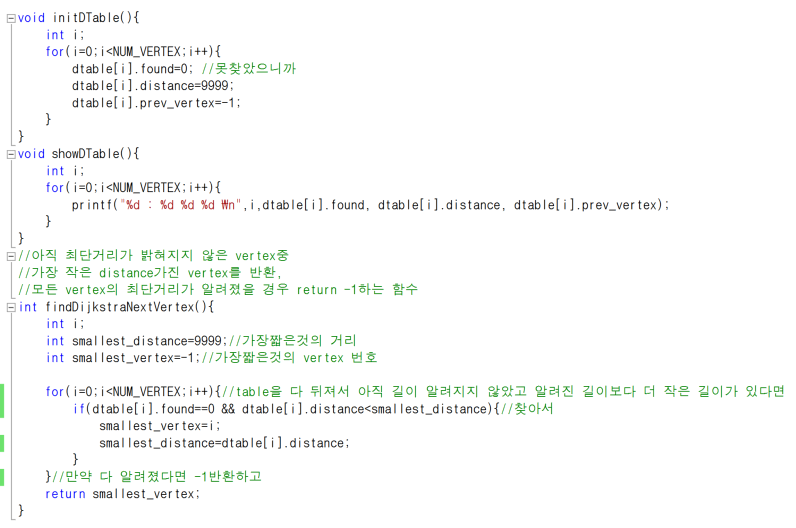 void initDTable(){
int i;
for(i=0;i<NUM_VERTEX;i++){
dtable[i].found=0; //못찾았으니까
dtable[i].distance=9999;
dtable[i].prev_vertex=-1;
}
}
void showDTable(){
int i;
for(i=0;i<NUM_VERTEX;i++){
printf("%d : %d %d %d ₩n",i,dtable[i].found, dtable[i].distance, dtable[i].prev_vertex);
}
}
//아직 최단거리가 밝혀지지 않은 vertex중
//가장 작은 distance가진 vertex를 반환,
//모든 vertex의 최단거리가 알려졌을 경우 return -1하는 함수
int findDijkstraNextVertex(){
int i;
int smallest_distance=9999;//가장짧은것의 거리
int smallest_vertex=-1;//가장짧은것의 vertex 번호
for(i=0;i<NUM_VERTEX;i++){//table을 다 뒤져서 아직 길이 알려지지 않았고 알려진 길이보다 더 작은 길이가 있다면
if(dtable[i].found==0 && dtable[i].distance<smallest_distance){//찾아서
smallest_vertex=i;
smallest_distance=dtable[i].distance;
}
}//만약 다 알려졌다면 -1반환하고
return smallest_vertex;
}